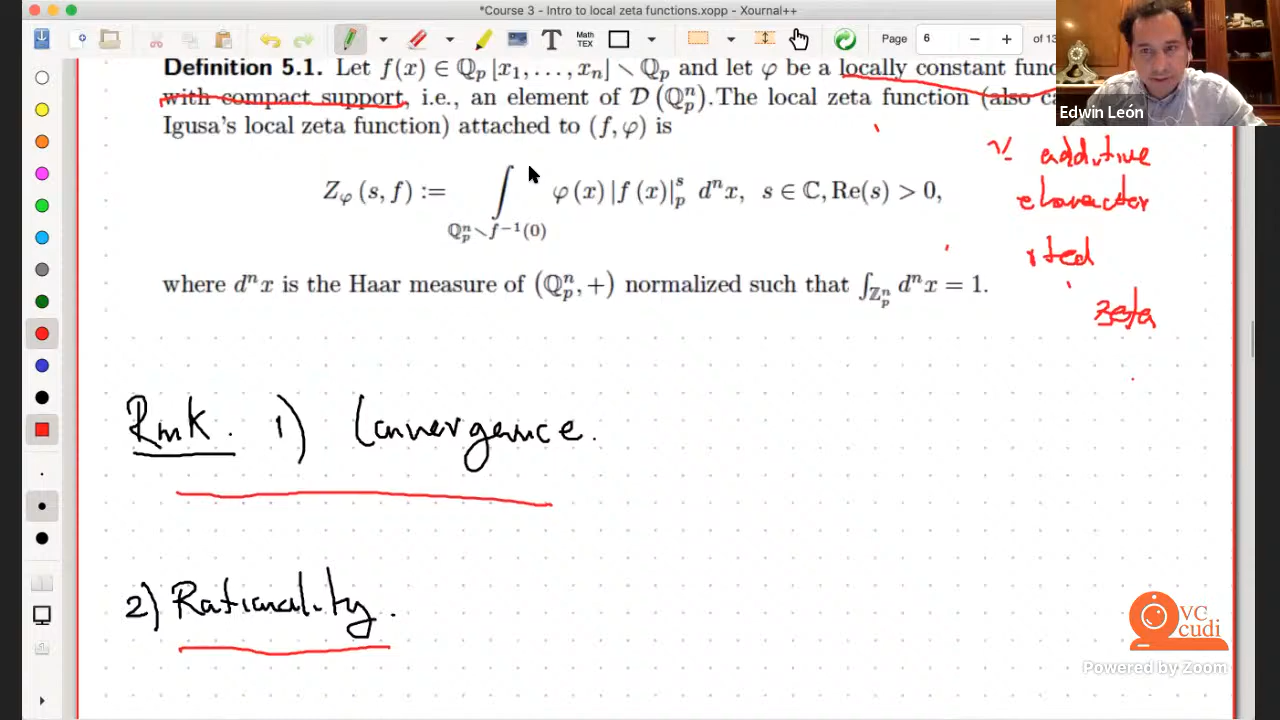 *Course 3 - Intro to local zeta functions.xopp - Xournal++
Page 6 of 13
Math TEX
Definition 5.1. Let f(x) ∈ ℚp [x1, …, xn] ∖ ℚp and let φ be a locally constant func
with compact support, i.e., an element of 𝒟(ℚp^n).The local zeta function (also ca
Igusa's local zeta function) attached to (f, φ) is
Zφ (s, f) := ∫ℚp^n∖f−1(0) φ(x) |f (x)|p^s d^n x, s ∈ ℂ, Re(s) > 0,
where d^n x is the Haar measure of (ℚp^n, +) normalized such that ∫ℤp^n d^n x = 1.
Edwin León
additive
character
zeta
Rmk. 1) Convergence.
2) Rationality.
VC
cudi
Powered by Zoom